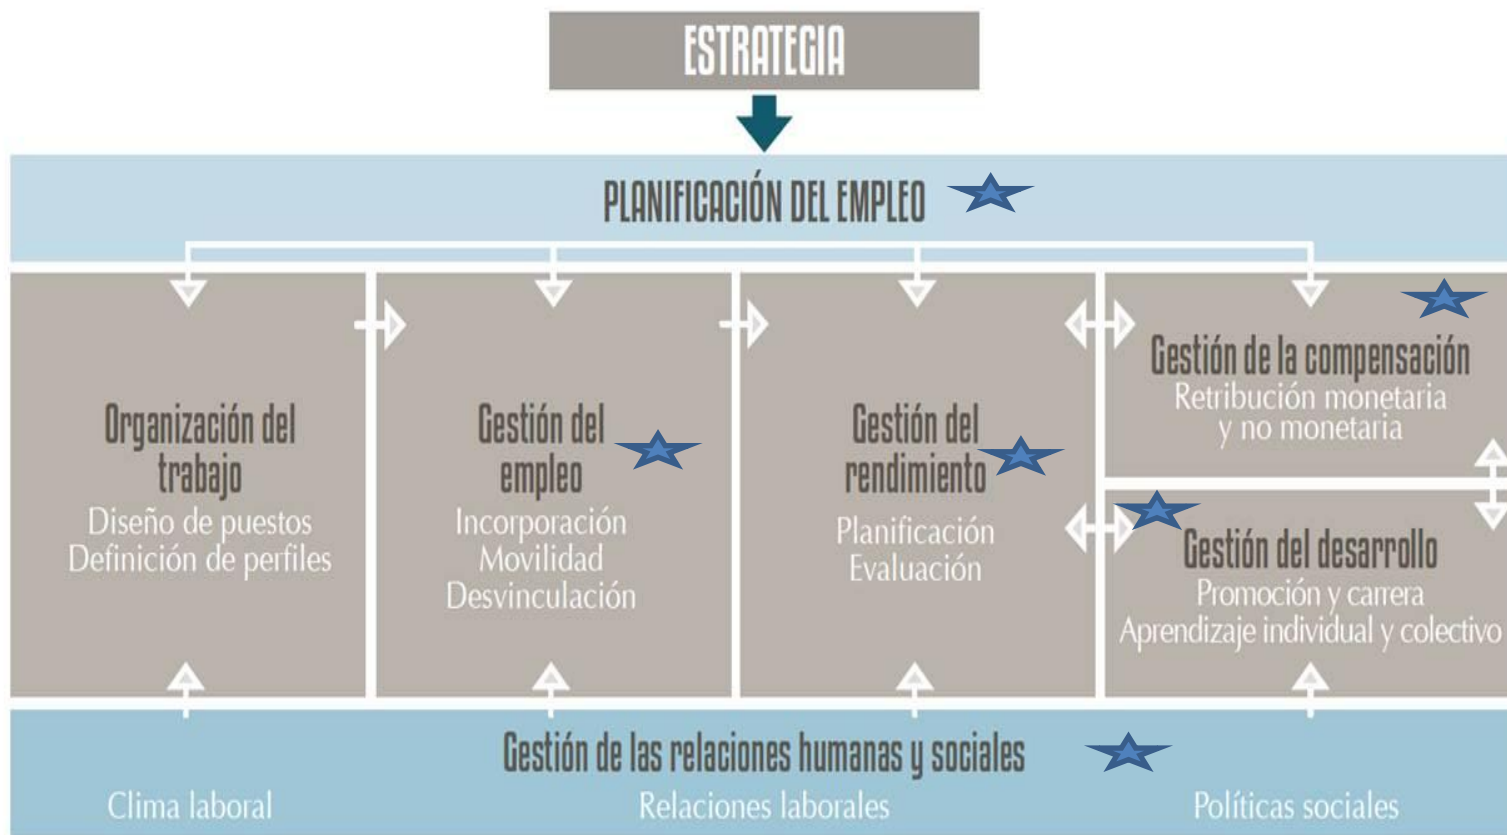 ESTRATEGIA
PLANIFICACIÓN DEL EMPLEO
Organización del
trabajo
Diseño de puestos
Definición de perfiles
Gestión del
empleo
Incorporación
Movilidad
Desvinculación
Gestión del
rendimiento
Planificación
Evaluación
Gestión de la compensación
Retribución monetaria
y no monetaria
Gestión del desarrollo
Promoción y carrera
Aprendizaje individual y colectivo
Gestión de las relaciones humanas y sociales
Clima laboral
Relaciones laborales
Políticas sociales